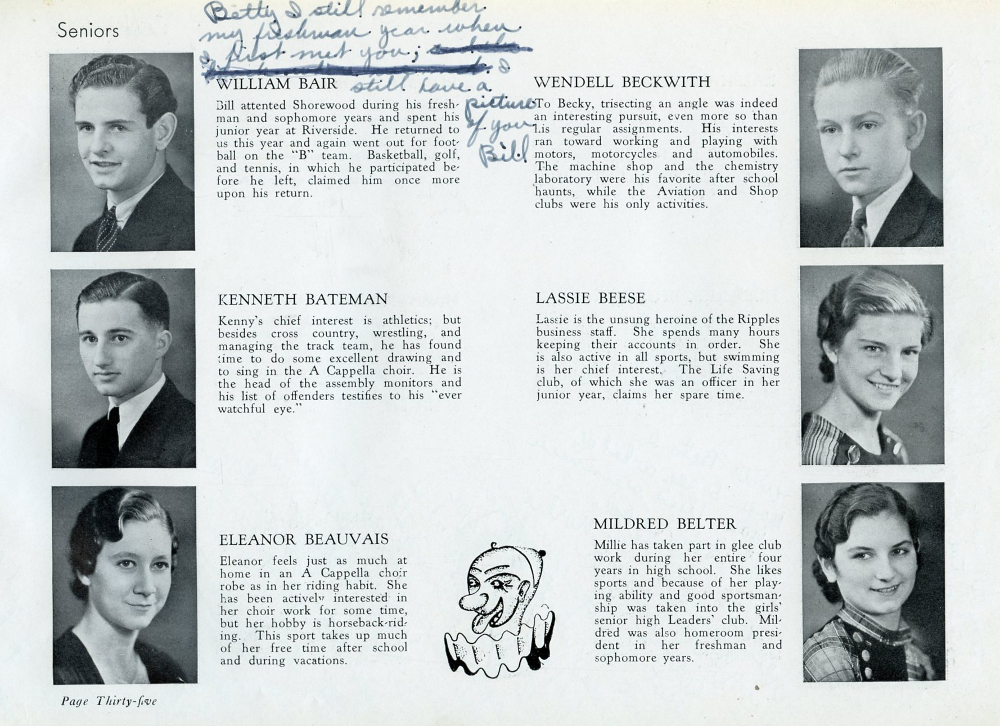 Seniors
Betty I still remember
my freshman year when
I first met you;
I
still have a
picture
of you
Bill
WILLIAM BAIR
Bill attented Shorewood during his fresh-
man and sophomore years and spent his
junior year at Riverside. He returned to
us this year and again went out for foot-
ball on the "B" team. Basketball, golf,
and tennis, in which he participated be-
fore he left, claimed him once more
upon his return.
WENDELL BECKWITH
To Becky, trisecting an angle was indeed
an interesting pursuit, even more so than
his regular assignments. His interests
ran toward working and playing with
motors, motorcycles and automobiles.
The machine shop and the chemistry
laboratory were his favorite after school
haunts, while the Aviation and Shop
clubs were his only activities.
KENNETH BATEMAN
Kenny's chief interest is athletics; but
besides cross country, wrestling, and
managing the track team, he has found
time to do some excellent drawing and
to sing in the A Cappella choir. He is
the head of the assembly monitors and
his list of offenders testifies to his "ever
watchful eye."
LASSIE BEESE
Lassie is the unsung heroine of the Ripples
business staff. She spends many hours
keeping their accounts in order. She
is also active in all sports, but swimming
is her chief interest. The Life Saving
club, of which she was an officer in her
junior year, claims her spare time.
ELEANOR BEAUVAIS
Eleanor feels just as much at
home in an A Cappella choir
robe as in her riding habit. She
has been actively interested in
her choir work for some time,
but her hobby is horseback-rid-
ing. This sport takes up much
of her free time after school
and during vacations.
MILDRED BELTER
Millie has taken part in glee club
work during her entire four
years in high school. She likes
sports and because of her play-
ing ability and good sportsman-
ship was taken into the girls'
senior high Leaders' club. Mil-
dred was also homeroom presi-
dent in her freshman and
sophomore years.
Page Thirty-five